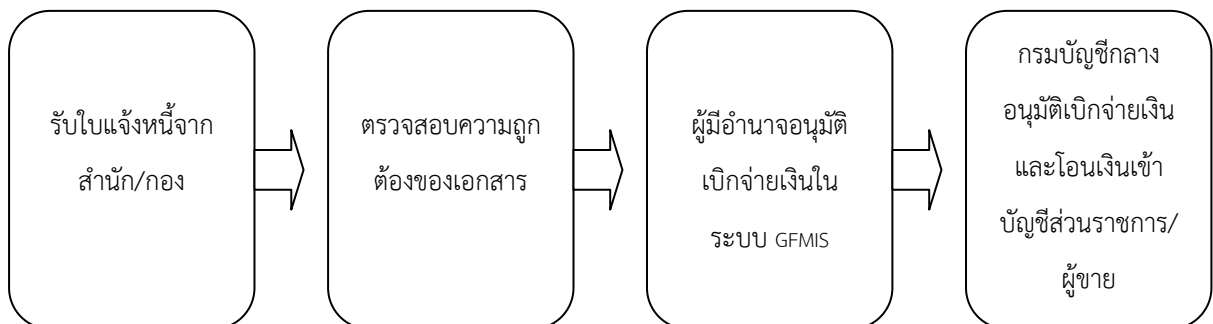 รับใบแจ้งหนี้จาก
สำนัก/กอง
ตรวจสอบความถูก
ต้องของเอกสาร
ผู้มีอำนาจอนุมัติ
เบิกจ่ายเงินใน
ระบบ GFMIS
กรมบัญชีกลาง
อนุมัติเบิกจ่ายเงิน
และโอนเงินเข้า
บัญชีส่วนราชการ/
ผู้ขาย